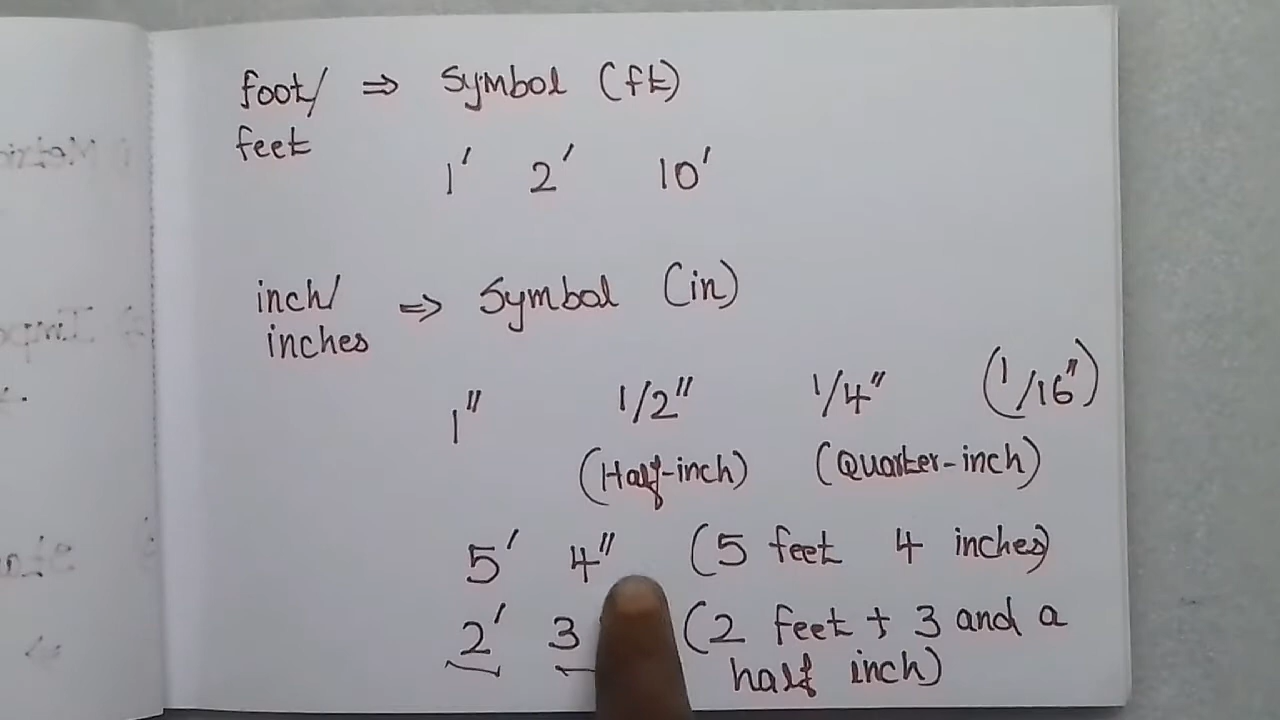 foot/ ⇒ Symbol (ft)
feet
1' 2' 10'
inch/ ⇒ Symbol (in)
inches
1" 1/2" 1/4" (1/16")
(Half-inch) (Quarter-inch)
5' 4" (5 feet 4 inches)
2' 3 (2 feet + 3 and a
half inch)